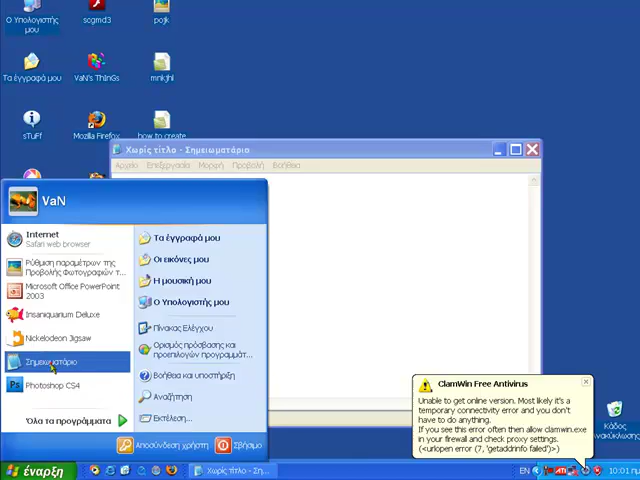 Ο Υπολογιστής
μου
scgmd3
pojk
Τα έγγραφά μου
VaN's ThInGs
mnkjhl
sTuFf
Mozilla Firefox
how to create
Χωρίς τίτλο - Σημειωματάριο
Αρχείο Επεξεργασία Μορφή Προβολή Βοήθεια
VaN
Internet
Safari web browser
Ρύθμιση παραμέτρων της
Προβολής Φωτογραφιών τ...
Microsoft Office PowerPoint
2003
Insaniquarium Deluxe
Nickelodeon Jigsaw
Σημειωματάριο
Photoshop CS4
Όλα τα προγράμματα
Τα έγγραφά μου
Οι εικόνες μου
Η μουσική μου
Ο Υπολογιστής μου
Πίνακας Ελέγχου
Ορισμός πρόσβασης και
προεπιλογών προγραμμάτ...
Βοήθεια και υποστήριξη
Αναζήτηση
Εκτέλεση...
Αποσύνδεση χρήστη
Σβήσιμο
ClamWin Free Antivirus
Unable to get online version. Most likely it's a
temporary connectivity error and you don't
have to do anything.
If you see this error often then allow clamwin.exe
in your firewall and check proxy settings.
(<urlopen error (7, 'getaddrinfo failed')>)
Κάδος
ανακύκλωσης
έναρξη
Χωρίς τίτλο - Ση...
EN
ATI
10:01 πμ